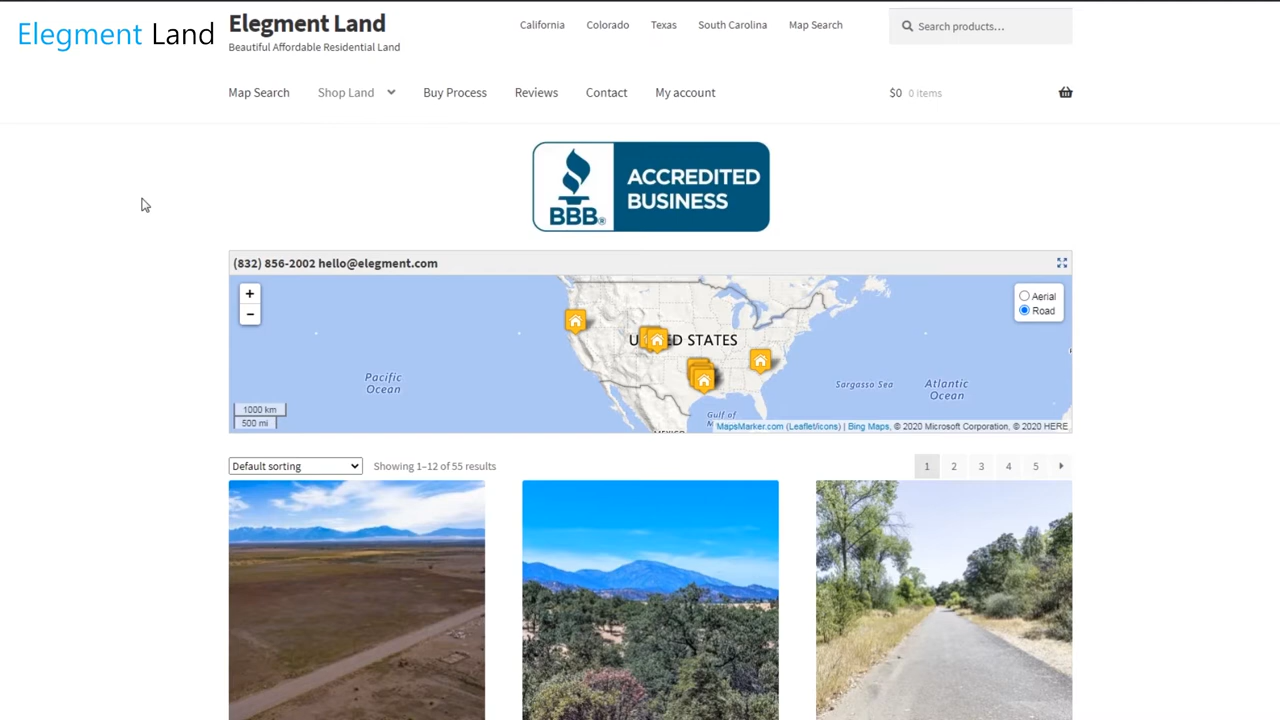 Elegment Land
Elegment Land
Beautiful Affordable Residential Land
California Colorado Texas South Carolina Map Search
Search products…
Map Search Shop Land Buy Process Reviews Contact My account
$0 0 items
BBB®
ACCREDITED
BUSINESS
(832) 856-2002 hello@elegment.com
+
−
Aerial
Road
UNITED STATES
Pacific
Ocean
Sargasso Sea
Atlantic
Ocean
Gulf of
MEXICO
1000 km
500 mi
MapsMarker.com (Leaflet/icons) | Bing Maps, © 2020 Microsoft Corporation, © 2020 HERE
Default sorting
Showing 1–12 of 55 results
1 2 3 4 5